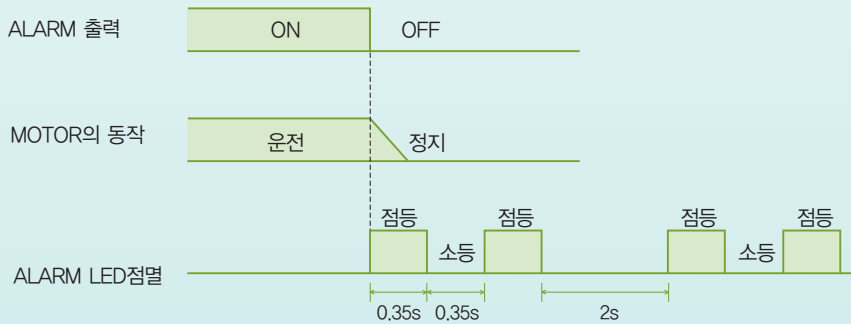 ALARM 출력
ON
OFF
MOTOR의 동작
운전
정지
점등
점등
점등
점등
소등
소등
ALARM LED점멸
0.35s
0.35s
2s